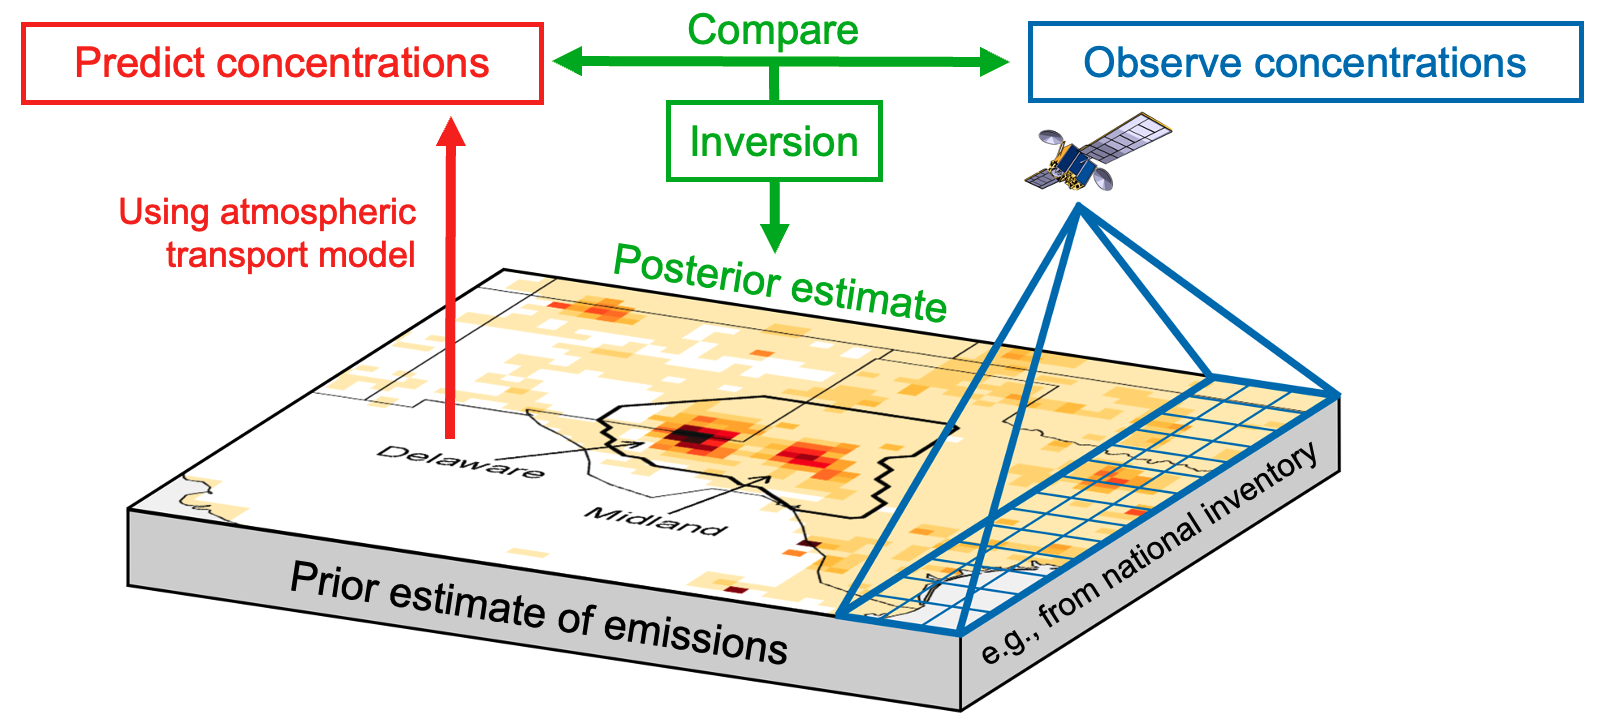 Compare
Predict concentrations
Observe concentrations
Inversion
Using atmospheric
transport model
Posterior estimate
Delaware
Midland
Prior estimate of emissions
e.g., from national inventory